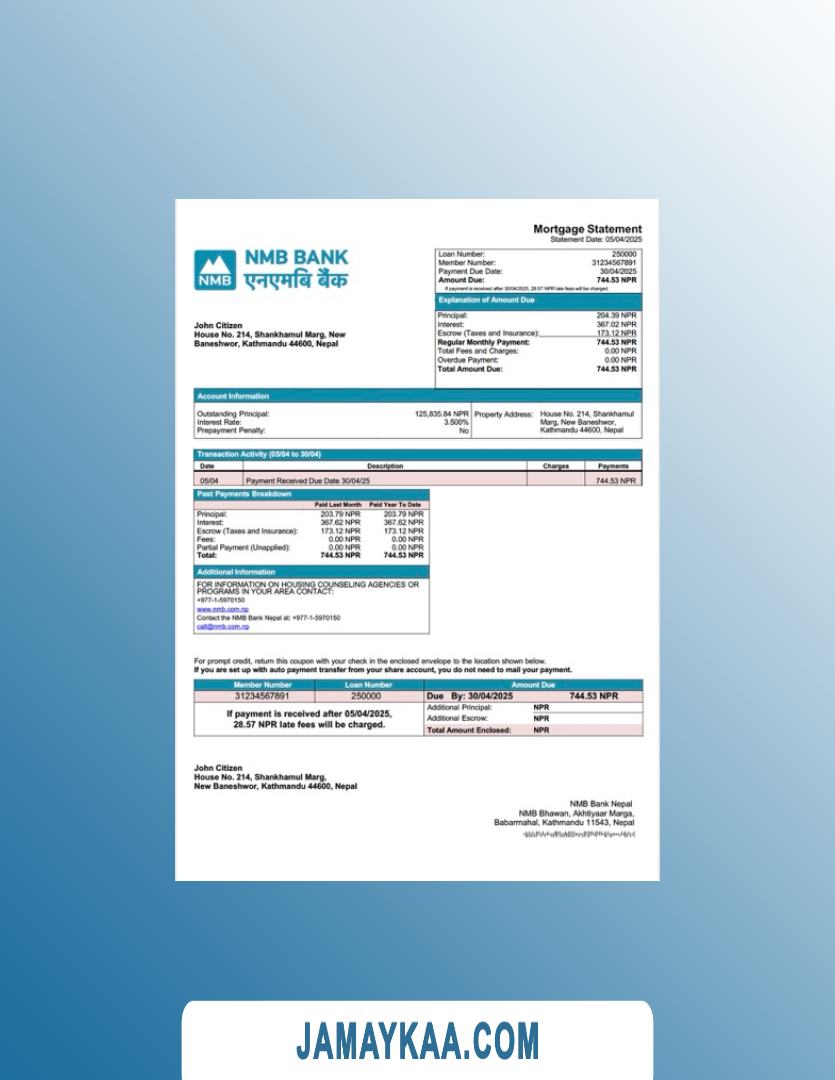 Mortgage Statement
Statement Date: 05/04/2025
NMB
NMB BANK
एनएमबि बैंक
Loan Number: 250000
Member Number: 31234567891
Payment Due Date: 30/04/2025
Amount Due: 744.53 NPR
If payment is received after 30/04/2025, 28.57 NPR late fees will be charged.
Explanation of Amount Due
Principal: 204.39 NPR
Interest: 367.02 NPR
Escrow (Taxes and Insurance): 173.12 NPR
Regular Monthly Payment: 744.53 NPR
Total Fees and Charges: 0.00 NPR
Overdue Payment: 0.00 NPR
Total Amount Due: 744.53 NPR
John Citizen
House No. 214, Shankhamul Marg, New
Baneshwor, Kathmandu 44600, Nepal
Account Information
Outstanding Principal: 125,835.84 NPR
Interest Rate: 3.500%
Prepayment Penalty: No
Property Address: House No. 214, Shankhamul
Marg, New Baneshwor,
Kathmandu 44600, Nepal
Transaction Activity (05/04 to 30/04)
Date Description Charges Payments
05/04 Payment Received Due Date 30/04/25 744.53 NPR
Past Payments Breakdown
Paid Last Month Paid Year To Date
Principal: 203.79 NPR 203.79 NPR
Interest: 367.62 NPR 367.62 NPR
Escrow (Taxes and Insurance): 173.12 NPR 173.12 NPR
Fees: 0.00 NPR 0.00 NPR
Partial Payment (Unapplied): 0.00 NPR 0.00 NPR
Total: 744.53 NPR 744.53 NPR
Additional Information
FOR INFORMATION ON HOUSING COUNSELING AGENCIES OR
PROGRAMS IN YOUR AREA CONTACT:
+977-1-5970150
www.nmb.com.np
Contact the NMB Bank Nepal at: +977-1-5970150
call@nmb.com.np
For prompt credit, return this coupon with your check in the enclosed envelope to the location shown below.
If you are set up with auto payment transfer from your share account, you do not need to mail your payment.
Member Number Loan Number Amount Due
31234567891 250000 Due By: 30/04/2025 744.53 NPR
If payment is received after 05/04/2025,
28.57 NPR late fees will be charged.
Additional Principal: NPR
Additional Escrow: NPR
Total Amount Enclosed: NPR
John Citizen
House No. 214, Shankhamul Marg,
New Baneshwor, Kathmandu 44600, Nepal
NMB Bank Nepal
NMB Bhawan, Akhtiyaar Marga,
Babarmahal, Kathmandu 11543, Nepal
JAMAYKAA.COM